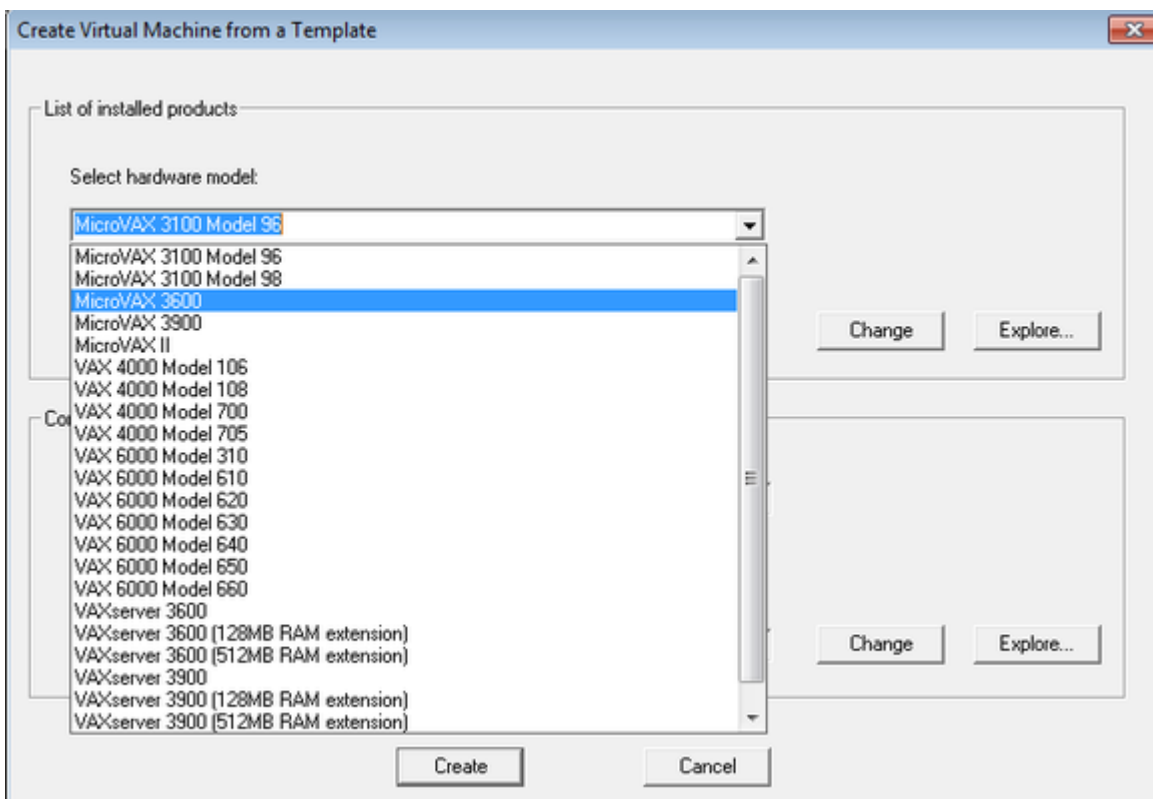 Create Virtual Machine from a Template
List of installed products
Select hardware model:
MicroVAX 3100 Model 96
MicroVAX 3100 Model 96
MicroVAX 3100 Model 98
MicroVAX 3600
MicroVAX 3900
MicroVAX II
VAX 4000 Model 106
VAX 4000 Model 108
VAX 4000 Model 700
VAX 4000 Model 705
VAX 6000 Model 310
VAX 6000 Model 610
VAX 6000 Model 620
VAX 6000 Model 630
VAX 6000 Model 640
VAX 6000 Model 650
VAX 6000 Model 660
VAXserver 3600
VAXserver 3600 (128MB RAM extension)
VAXserver 3600 (512MB RAM extension)
VAXserver 3900
VAXserver 3900 (128MB RAM extension)
VAXserver 3900 (512MB RAM extension)
Change Explore...
Change Explore...
Create Cancel